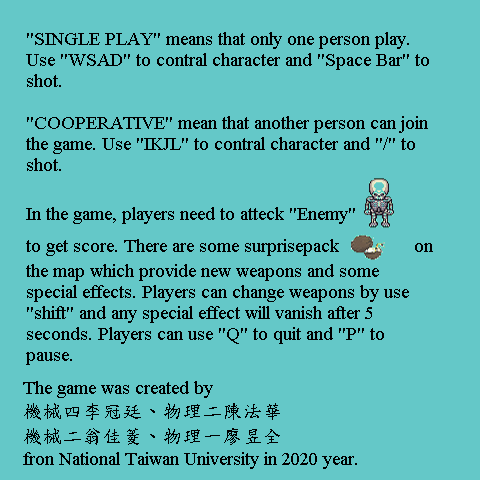 "SINGLE PLAY" means that only one person play.
Use "WSAD" to contral character and "Space Bar" to
shot.
"COOPERATIVE" mean that another person can join
the game. Use "IKJL" to contral character and "/" to
shot.
In the game, players need to atteck "Enemy"
to get score. There are some surprisepack on
the map which provide new weapons and some
special effects. Players can change weapons by use
"shift" and any special effect will vanish after 5
seconds. Players can use "Q" to quit and "P" to
pause.
The game was created by
機械四李冠廷、物理二陳法華
機械二翁佳菱、物理一廖昱全
fron National Taiwan University in 2020 year.